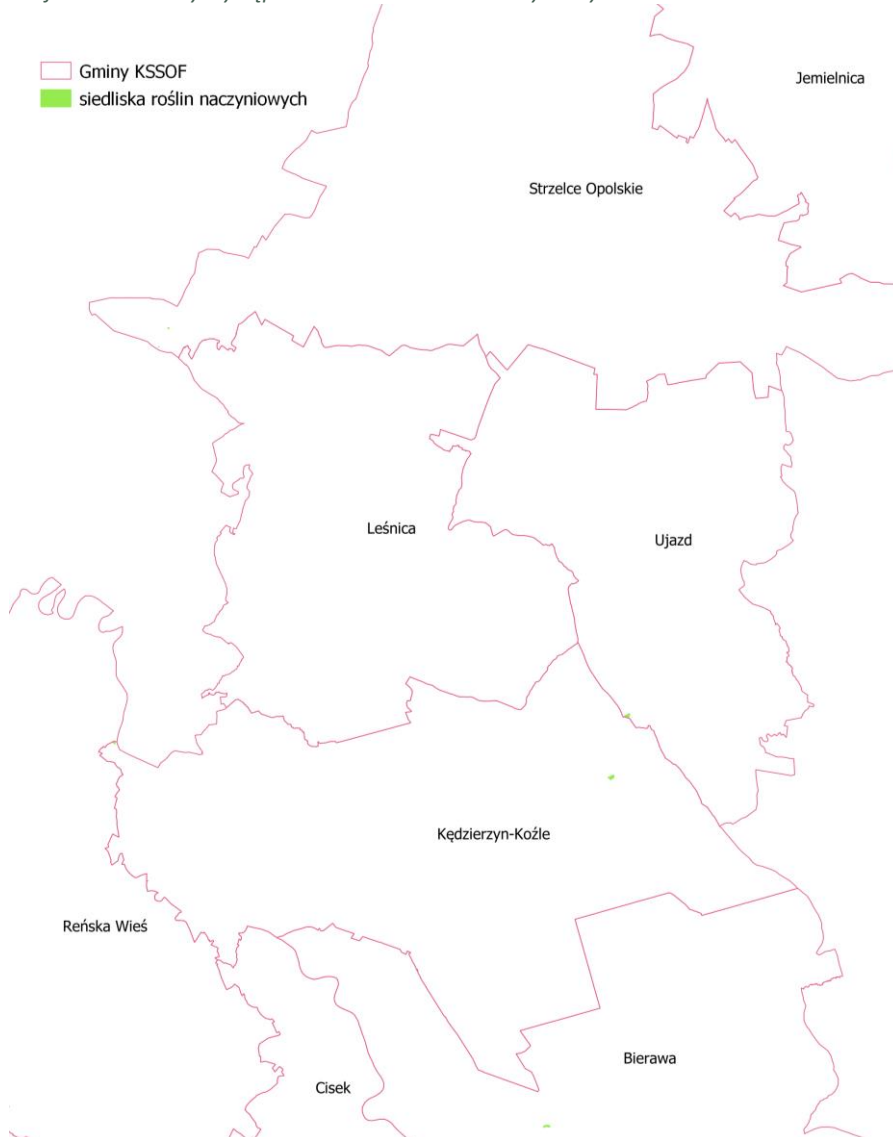 Gminy KSSOF
siedliska roślin naczyniowych
Jemielnica
Strzelce Opolskie
Leśnica
Ujazd
Kędzierzyn-Koźle
Reńska Wieś
Bierawa
Cisek